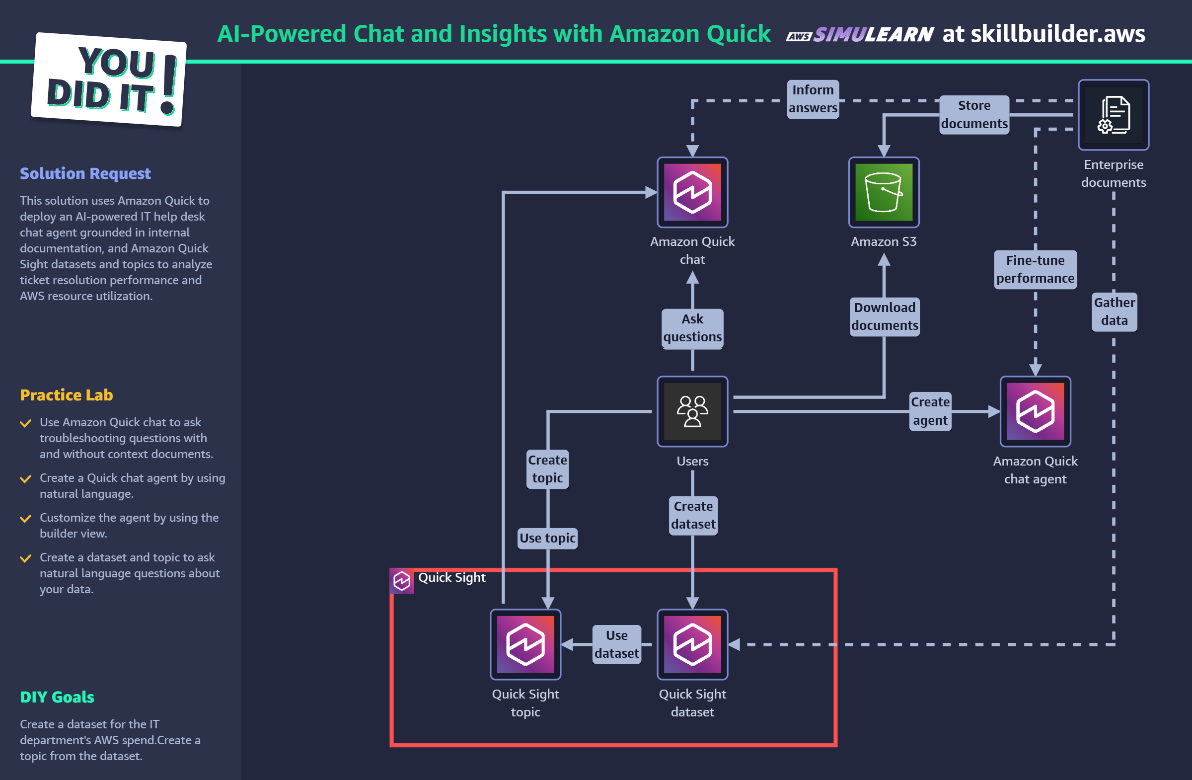 AI-Powered Chat and Insights with Amazon Quick AWS SIMULEARN at skillbuilder.aws
YOU
DID IT!
Solution Request
This solution uses Amazon Quick to
deploy an AI-powered IT help desk
chat agent grounded in internal
documentation, and Amazon Quick
Sight datasets and topics to analyze
ticket resolution performance and
AWS resource utilization.
Practice Lab
Use Amazon Quick chat to ask
troubleshooting questions with
and without context documents.
Create a Quick chat agent by using
natural language.
Customize the agent by using the
builder view.
Create a dataset and topic to ask
natural language questions about
your data.
DIY Goals
Create a dataset for the IT
department's AWS spend.Create a
topic from the dataset.
Inform
answers
Store
documents
Enterprise
documents
Amazon Quick
chat
Amazon S3
Fine-tune
performance
Gather
data
Ask
questions
Download
documents
Users
Create
agent
Amazon Quick
chat agent
Create
topic
Use topic
Create
dataset
Quick Sight
Use
dataset
Quick Sight
topic
Quick Sight
dataset